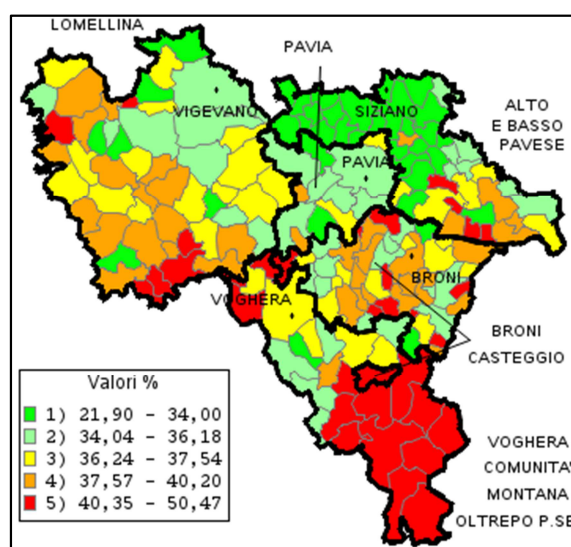 LOMELLINA
PAVIA
VIGEVANO
SIZIANO
ALTO
E BASSO
PAVESE
PAVIA
VOGHERA
BRONI
BRONI
CASTEGGIO
Valori %
1) 21,90 - 34,00
2) 34,04 - 36,18
3) 36,24 - 37,54
4) 37,57 - 40,20
5) 40,35 - 50,47
VOGHERA
COMUNITA'
MONTANA
OLTREPO P.SE